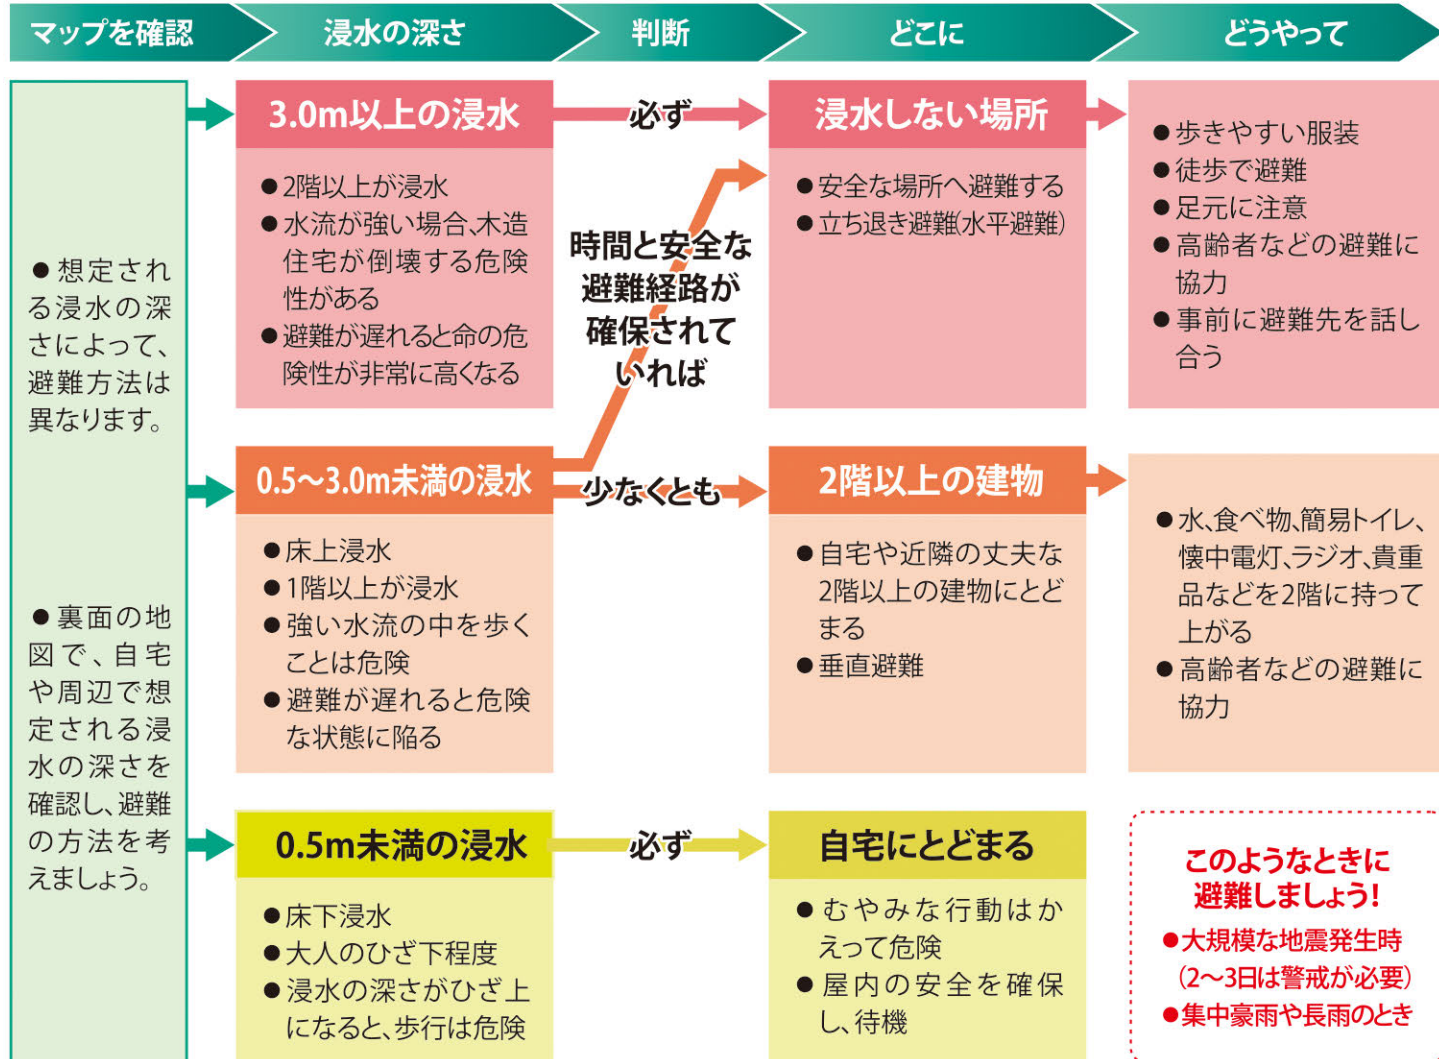 マップを確認
浸水の深さ
判断
どこに
どうやって
●想定され
る浸水の深
さによって、
避難方法は
異なります。
●裏面の地
図で、自宅
や周辺で想
定される浸
水の深さを
確認し、避難
の方法を考
えましょう。
3.0m以上の浸水
●2階以上が浸水
●水流が強い場合、木造
住宅が倒壊する危険
性がある
●避難が遅れると命の危
険性が非常に高くなる
必ず
浸水しない場所
●安全な場所へ避難する
●立ち退き避難(水平避難)
●歩きやすい服装
●徒歩で避難
●足元に注意
●高齢者などの避難に
協力
●事前に避難先を話し
合う
時間と安全な
避難経路が
確保されて
いれば
0.5〜3.0m未満の浸水
●床上浸水
●1階以上が浸水
●強い水流の中を歩く
ことは危険
●避難が遅れると危険
な状態に陥る
少なくとも
2階以上の建物
●自宅や近隣の丈夫な
2階以上の建物にとど
まる
●垂直避難
●水、食べ物、簡易トイレ、
懐中電灯、ラジオ、貴重
品などを2階に持って
上がる
●高齢者などの避難に
協力
0.5m未満の浸水
●床下浸水
●大人のひざ下程度
●浸水の深さがひざ上
になると、歩行は危険
必ず
自宅にとどまる
●むやみな行動はか
えって危険
●屋内の安全を確保
し、待機
このようなときに
避難しましょう!
●大規模な地震発生時
(2〜3日は警戒が必要)
●集中豪雨や長雨のとき